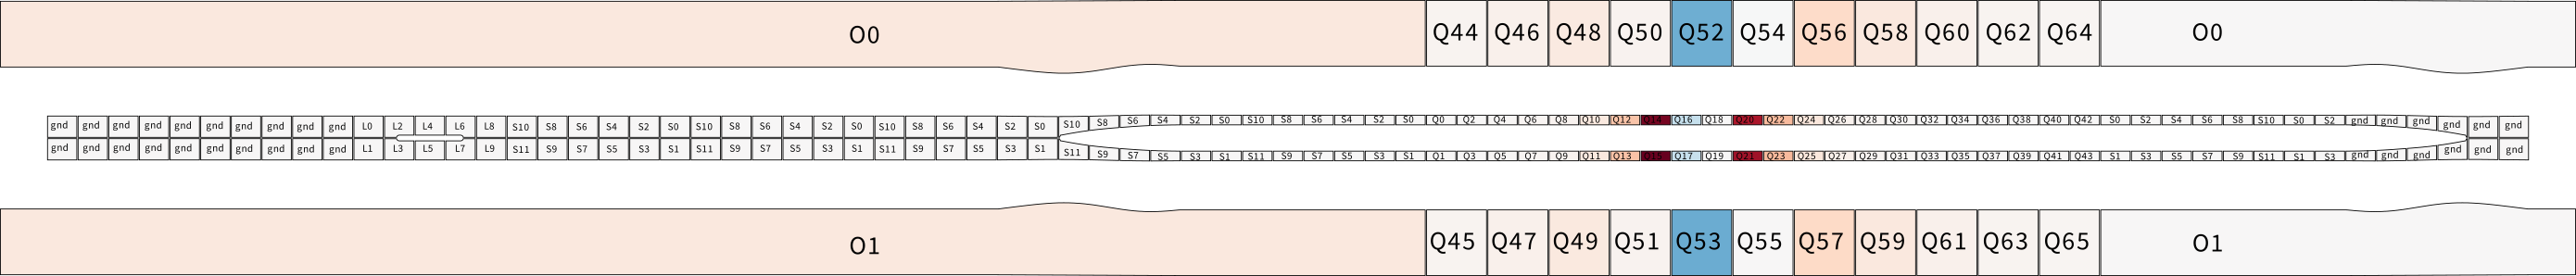 O0 Q44 Q46 Q48 Q50 Q52 Q54 Q56 Q58 Q60 Q62 Q64 O0
gnd gnd gnd gnd gnd gnd gnd gnd gnd gnd L0 L2 L4 L6 L8 S10 S8 S6 S4 S2 S0 S10 S8 S6 S4 S2 S0 S10 S8 S6 S4 S2 S0 S10 S8 S6 S4 S2 S0 S10 S8 S6 S4 S2 S0 Q0 Q2 Q4 Q6 Q8 Q10 Q12 Q14 Q16 Q18 Q20 Q22 Q24 Q26 Q28 Q30 Q32 Q34 Q36 Q38 Q40 Q42 S0 S2 S4 S6 S8 S10 S0 S2 gnd gnd gnd gnd gnd gnd
gnd gnd gnd gnd gnd gnd gnd gnd gnd gnd L1 L3 L5 L7 L9 S11 S9 S7 S5 S3 S1 S11 S9 S7 S5 S3 S1 S11 S9 S7 S5 S3 S1 S11 S9 S7 S5 S3 S1 S11 S9 S7 S5 S3 S1 Q1 Q3 Q5 Q7 Q9 Q11 Q13 Q15 Q17 Q19 Q21 Q23 Q25 Q27 Q29 Q31 Q33 Q35 Q37 Q39 Q41 Q43 S1 S3 S5 S7 S9 S11 S1 S3 gnd gnd gnd gnd gnd gnd
O1 Q45 Q47 Q49 Q51 Q53 Q55 Q57 Q59 Q61 Q63 Q65 O1